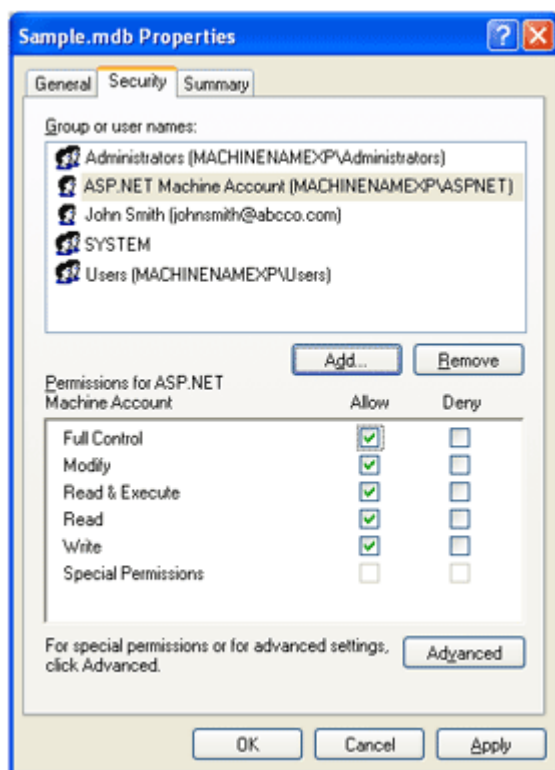 Sample.mdb Properties
General Security Summary
Group or user names:
Administrators (MACHINENAMEXP\Administrators)
ASP.NET Machine Account (MACHINENAMEXP\ASPNET)
John Smith (johnsmith@abcco.com)
SYSTEM
Users (MACHINENAMEXP\Users)
Add... Remove
Permissions for ASP.NET
Machine Account Allow Deny
Full Control
Modify
Read & Execute
Read
Write
Special Permissions
For special permissions or for advanced settings,
click Advanced. Advanced
OK Cancel Apply